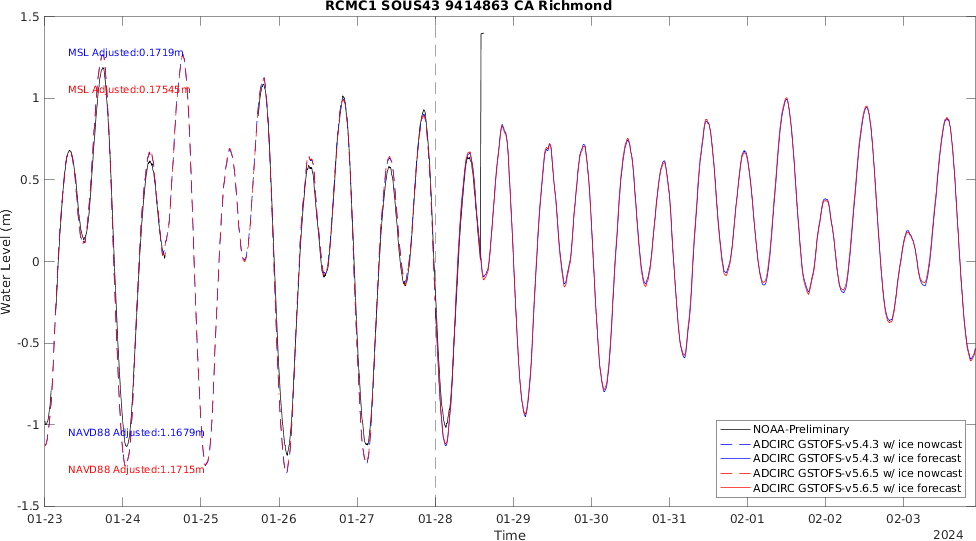 RCMC1 SOUS43 9414863 CA Richmond
1.5
1
0.5
0
-0.5
-1
-1.5
Water Level (m)
MSL Adjusted:0.1719m
MSL Adjusted:0.17545m
NAVD88 Adjusted:1.1679m
NAVD88 Adjusted:1.1715m
NOAA-Preliminary
ADCIRC GSTOFS-v5.4.3 w/ ice nowcast
ADCIRC GSTOFS-v5.4.3 w/ ice forecast
ADCIRC GSTOFS-v5.6.5 w/ ice nowcast
ADCIRC GSTOFS-v5.6.5 w/ ice forecast
01-23 01-24 01-25 01-26 01-27 01-28 01-29 01-30 01-31 02-01 02-02 02-03
Time
2024